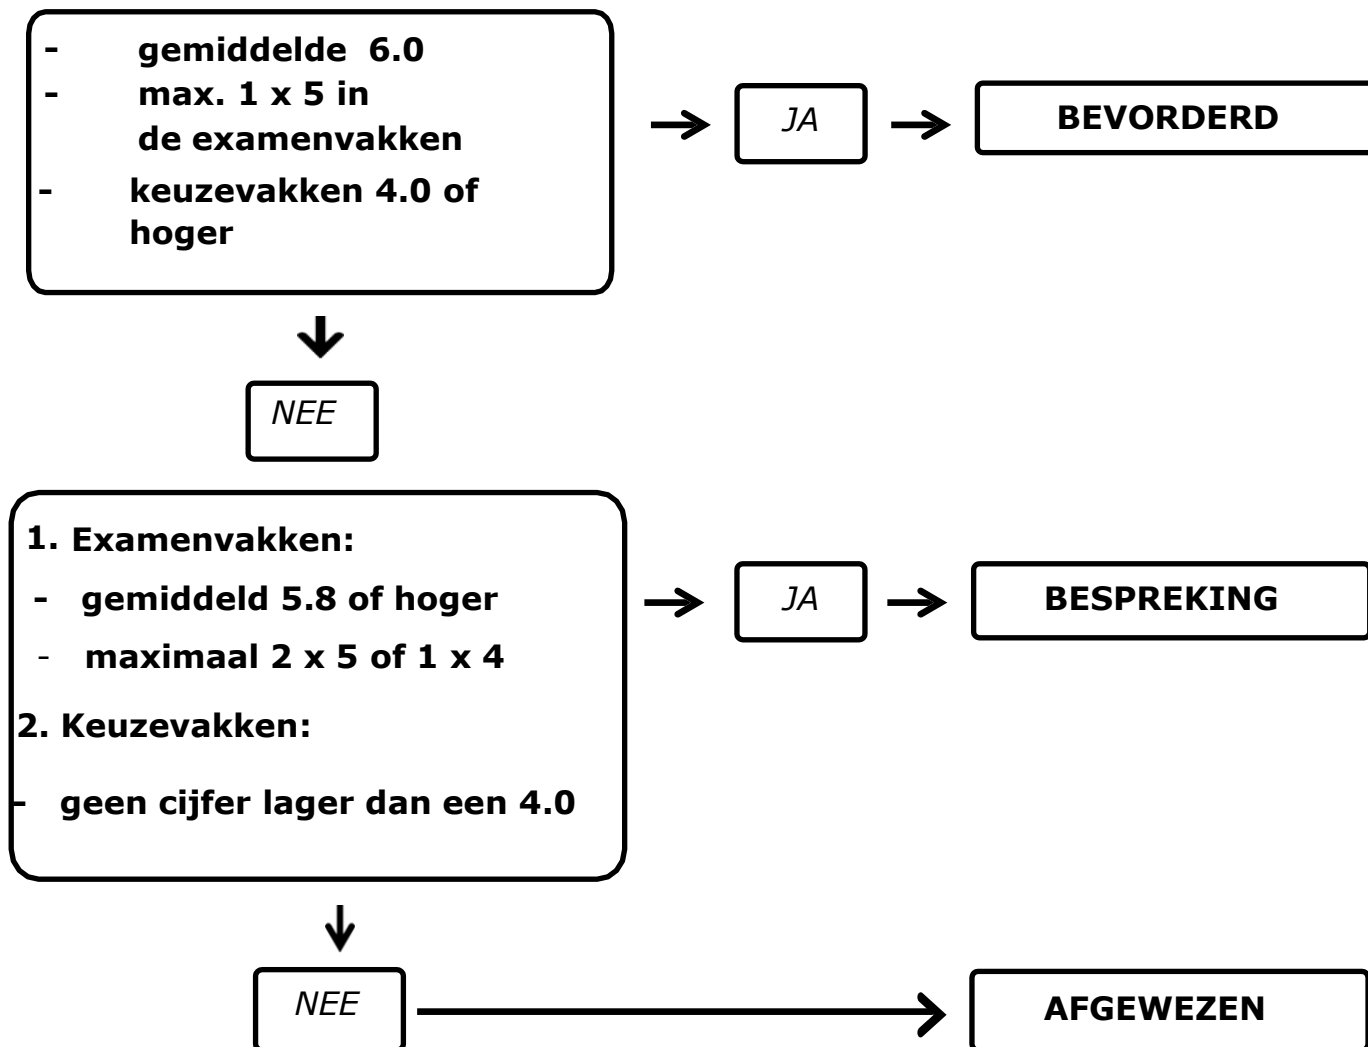 - gemiddelde 6.0
- max. 1 x 5 in
de examenvakken
- keuzevakken 4.0 of
hoger
JA
BEVORDERD
NEE
1. Examenvakken:
- gemiddeld 5.8 of hoger
- maximaal 2 x 5 of 1 x 4
2. Keuzevakken:
- geen cijfer lager dan een 4.0
JA
BESPREKING
NEE
AFGEWEZEN